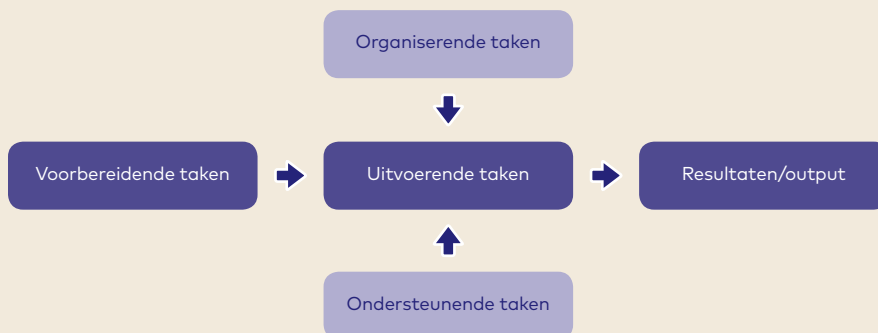 Organiserende taken
Voorbereidende taken
Uitvoerende taken
Resultaten/output
Ondersteunende taken